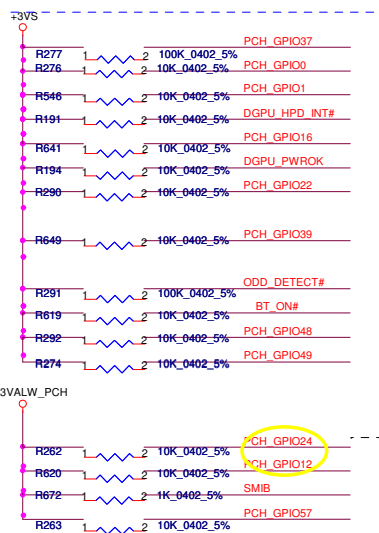 +3VS
PCH_GPIO37
R277 1 2 100K_0402_5%
PCH_GPIO0
R276 1 2 10K_0402_5%
PCH_GPIO1
R546 1 2 10K_0402_5%
DGPU_HPD_INT#
R191 1 2 10K_0402_5%
PCH_GPIO16
R641 1 2 10K_0402_5%
DGPU_PWROK
R194 1 2 10K_0402_5%
PCH_GPIO22
R290 1 2 10K_0402_5%
PCH_GPIO39
R649 1 2 10K_0402_5%
ODD_DETECT#
R291 1 2 100K_0402_5%
BT_ON#
R619 1 2 10K_0402_5%
PCH_GPIO48
R292 1 2 10K_0402_5%
PCH_GPIO49
R274 1 2 10K_0402_5%
3VALW_PCH
PCH_GPIO24
R262 1 2 10K_0402_5%
PCH_GPIO12
R620 1 2 10K_0402_5%
SMIB
R672 1 2 1K_0402_5%
PCH_GPIO57
R263 1 2 10K_0402_5%